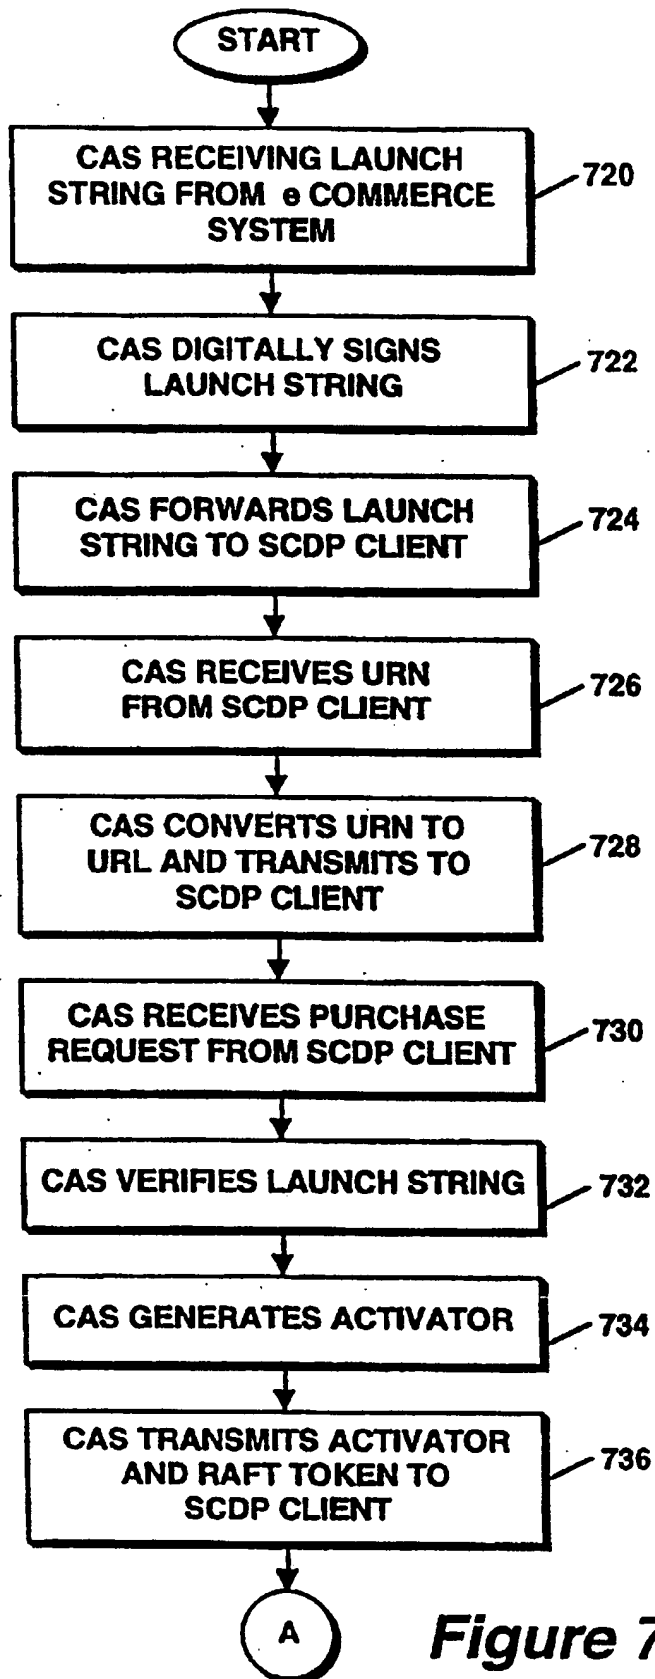 START
CAS RECEIVING LAUNCH
STRING FROM e COMMERCE
SYSTEM
720
CAS DIGITALLY SIGNS
LAUNCH STRING
722
CAS FORWARDS LAUNCH
STRING TO SCDP CLIENT
724
CAS RECEIVES URN
FROM SCDP CLIENT
726
CAS CONVERTS URN TO
URL AND TRANSMITS TO
SCDP CLIENT
728
CAS RECEIVES PURCHASE
REQUEST FROM SCDP CLIENT
730
CAS VERIFIES LAUNCH STRING
732
CAS GENERATES ACTIVATOR
734
CAS TRANSMITS ACTIVATOR
AND RAFT TOKEN TO
SCDP CLIENT
736
A
Figure 7